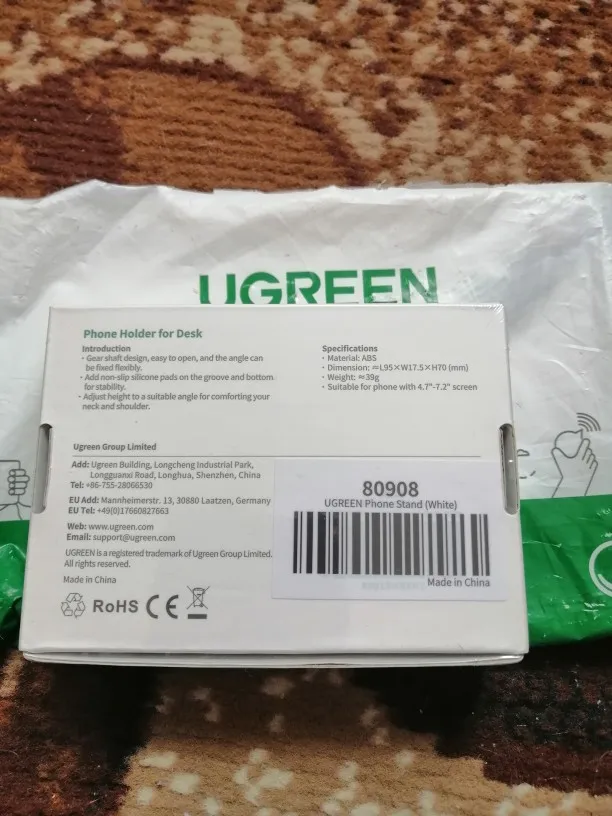 UGREEN
Phone Holder for Desk
Introduction
· Gear shaft design, easy to open, and the angle can
be fixed flexibly.
· Add non-slip silicone pads on the groove and bottom
for stability.
· Adjust height to a suitable angle for comforting your
neck and shoulder.
Specifications
· Material: ABS
· Dimension: ≈L95×W17.5×H70 (mm)
· Weight: ≈39g
· Suitable for phone with 4.7"-7.2" screen
Ugreen Group Limited
Add: Ugreen Building, Longcheng Industrial Park,
Longguanxi Road, Longhua, Shenzhen, China
Tel: +86-755-28066530
EU Add: Mannheimerstr. 13, 30880 Laatzen, Germany
EU Tel: +49(0)17660827663
Web: www.ugreen.com
Email: support@ugreen.com
UGREEN is a registered trademark of Ugreen Group Limited.
All rights reserved.
Made in China
RoHS CE
80908
UGREEN Phone Stand (White)
Made in China